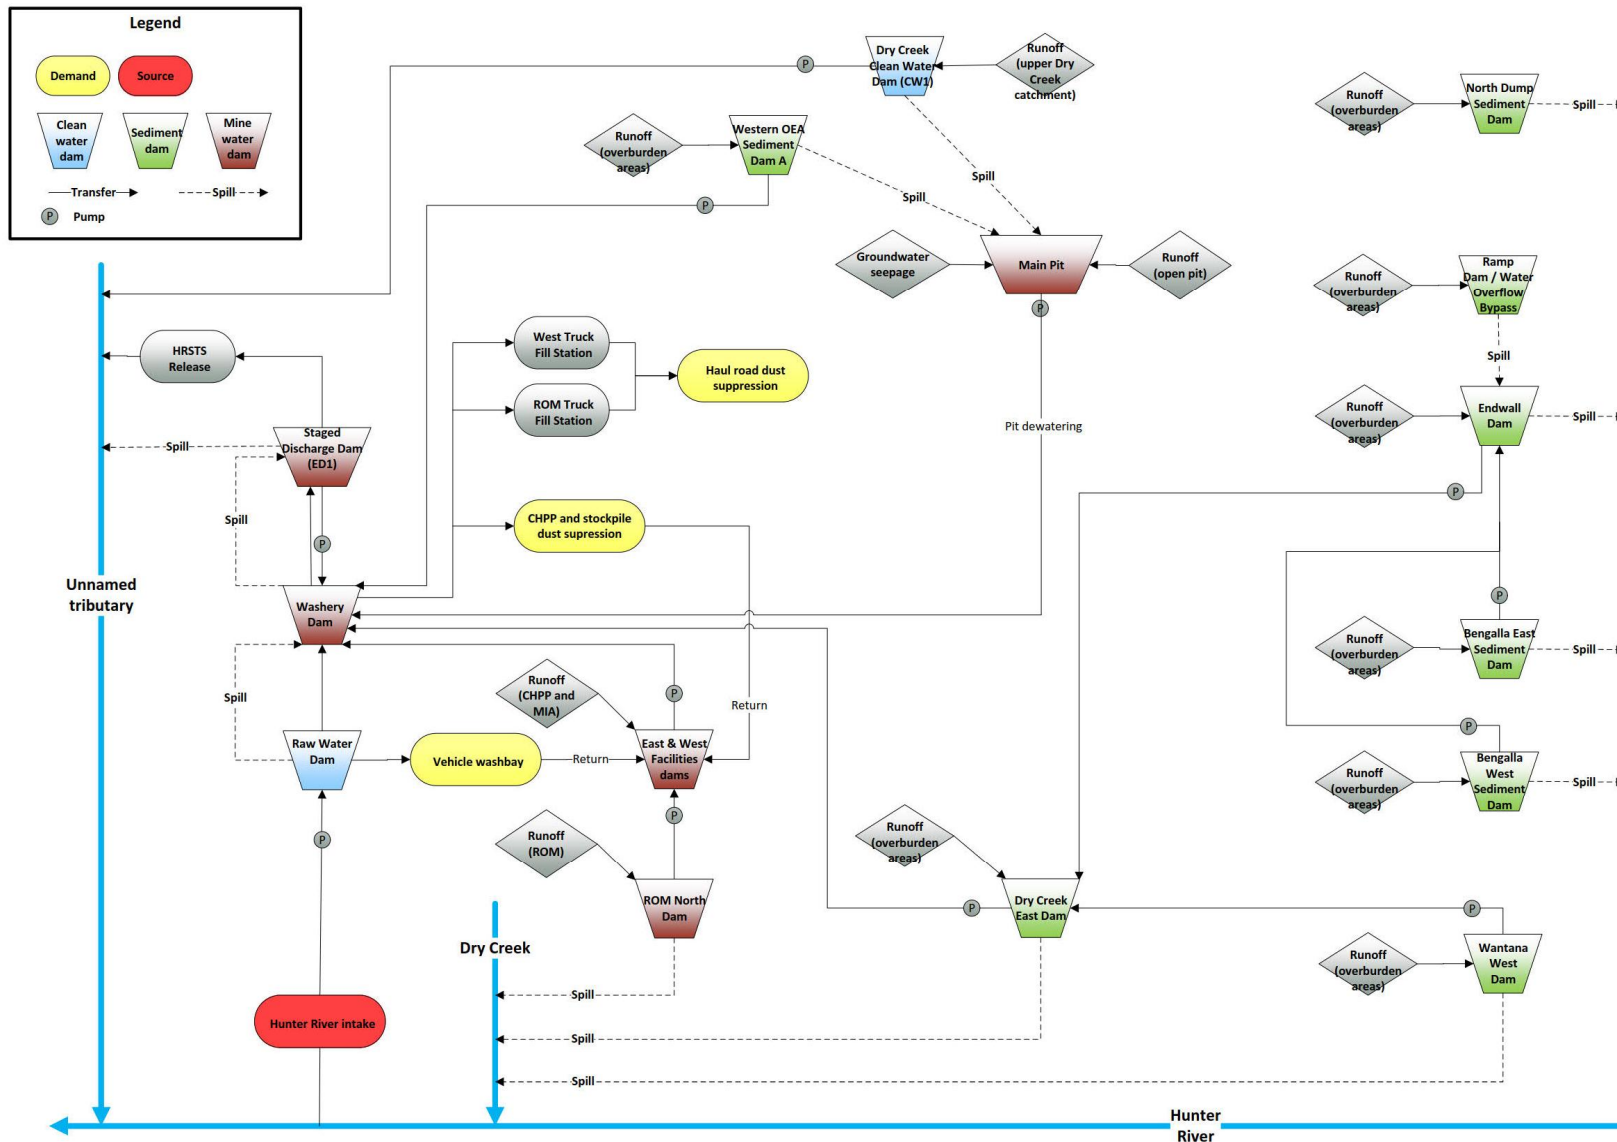 Legend
Demand
Source
Clean
water
dam
Sediment
dam
Mine
water
dam
Transfer
Spill
P
Pump
P
Dry Creek
Clean Water
Dam (CW1)
Runoff
(upper Dry
Creek
catchment)
Runoff
(overburden
areas)
North Dump
Sediment
Dam
Spill
Runoff
(overburden
areas)
Western OEA
Sediment
Dam A
Spill
Spill
P
Groundwater
seepage
Main Pit
Runoff
(open pit)
P
Runoff
(overburden
areas)
Ramp
Dam / Water
Overflow
Bypass
Spill
HRSTS
Release
West Truck
Fill Station
ROM Truck
Fill Station
Haul road dust
suppression
Pit dewatering
Runoff
(overburden
areas)
Endwall
Dam
Spill
P
Spill
Staged
Discharge Dam
(ED1)
Spill
P
CHPP and stockpile
dust supression
Unnamed
tributary
Washery
Dam
P
Runoff
(overburden
areas)
Bengalla East
Sediment
Dam
Spill
Spill
Runoff
(CHPP and
MIA)
P
Return
Raw Water
Dam
Vehicle washbay
Return
East & West
Facilities
dams
P
Runoff
(overburden
areas)
Bengalla
West
Sediment
Dam
Spill
P
P
Runoff
(ROM)
ROM North
Dam
Runoff
(overburden
areas)
P
Dry Creek
East Dam
P
Runoff
(overburden
areas)
Wantana
West
Dam
Dry Creek
Spill
Spill
Spill
Hunter River intake
Hunter
River